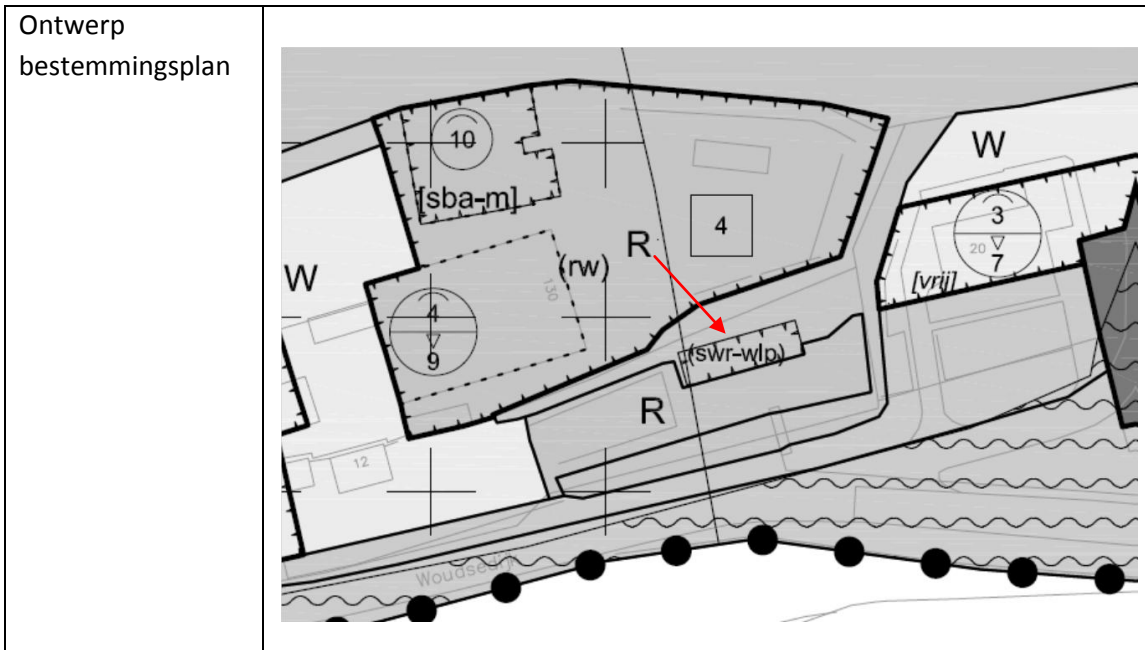 Ontwerp
bestemmingsplan
10
[sba-m]
W
4
R
(rw)
W
3
20
7
[vrij]
130
4
9
(swr-wlp)
R
12
Woudsedijk